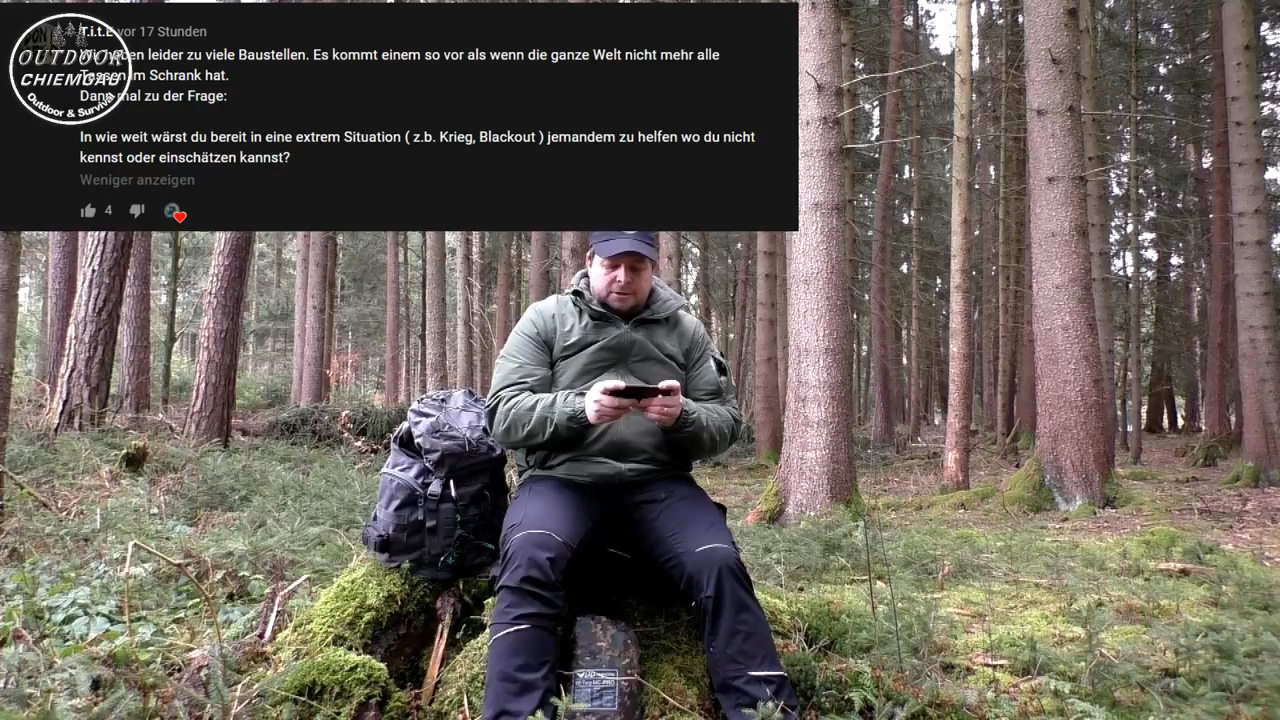 T.i.t.E vor 17 Stunden
leider zu viele Baustellen. Es kommt einem so vor als wenn die ganze Welt nicht mehr alle
im Schrank hat.
mal zu der Frage:
In wie weit wärst du bereit in eine extrem Situation ( z.b. Krieg, Blackout ) jemandem zu helfen wo du nicht
kennst oder einschätzen kannst?
Weniger anzeigen
4
OUTDOOR
CHIEMGAU
Outdoor & Survival